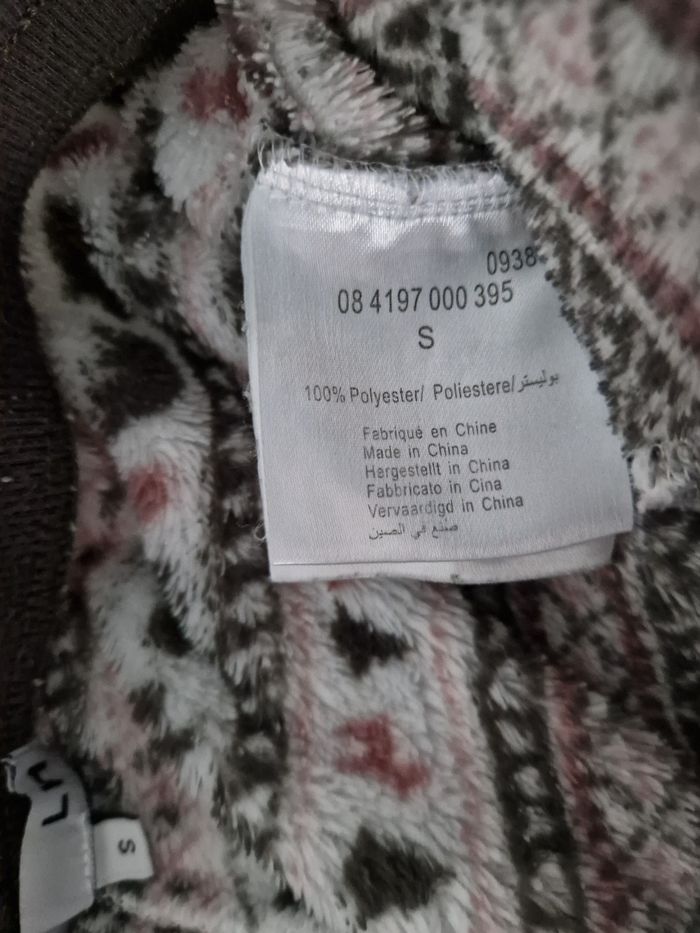 0938
08 4197 000 395
S
100% Polyester/ Poliestere/بوليستر
Fabriqué en Chine
Made in China
Hergestellt in China
Fabbricato in Cina
Vervaardigd in China
صنع في الصين
S